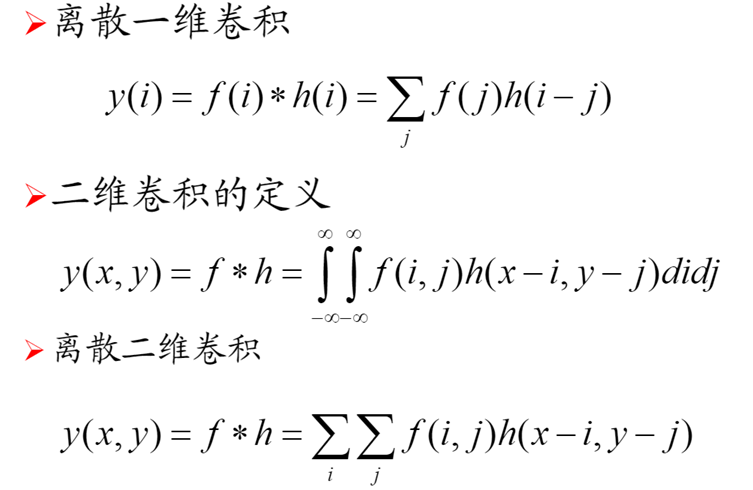 ➢离散一维卷积
y(i) = f(i) * h(i) = ∑_j f(j)h(i − j)
➢二维卷积的定义
y(x, y) = f * h = ∫_{−∞}^{∞} ∫_{−∞}^{∞} f(i, j)h(x − i, y − j)didj
➢离散二维卷积
y(x, y) = f * h = ∑_i ∑_j f(i, j)h(x − i, y − j)